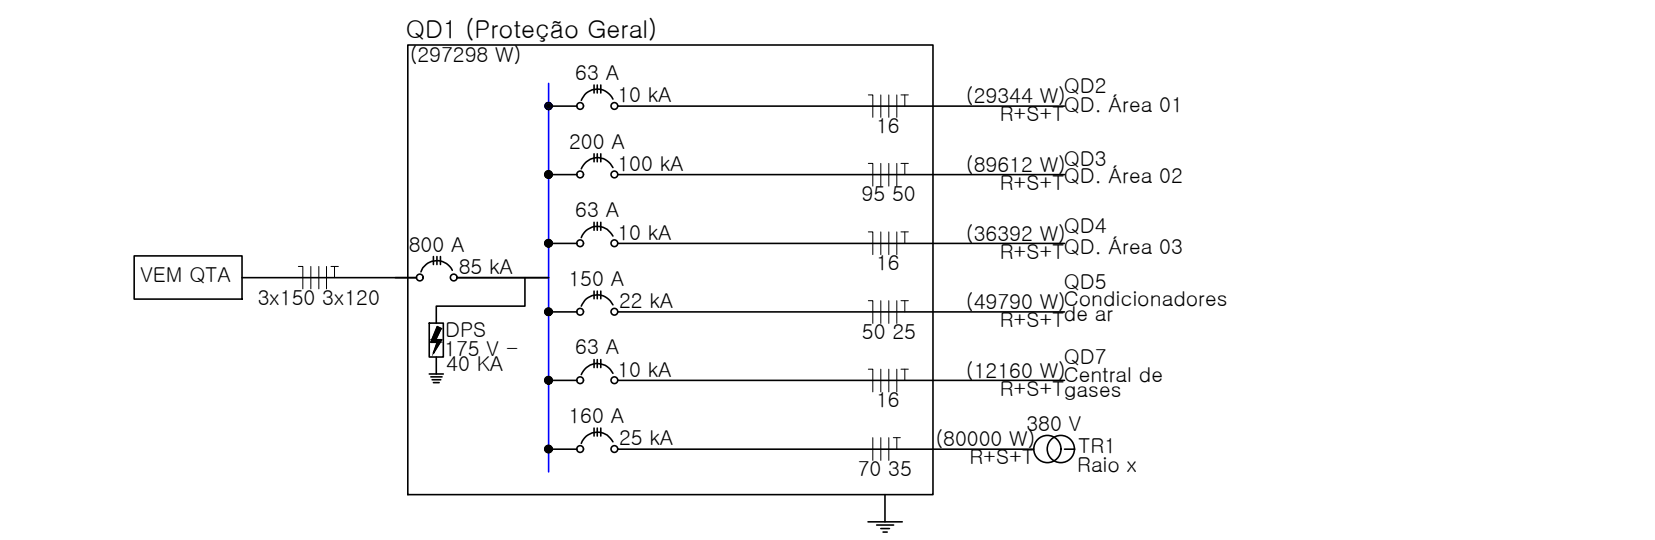 QD1 (Proteção Geral)
(297298 W)
63 A
10 kA
16
(29344 W)
R+S+T
QD2
QD. Área 01
200 A
100 kA
95 50
(89612 W)
R+S+T
QD3
QD. Área 02
63 A
10 kA
16
(36392 W)
R+S+T
QD4
QD. Área 03
VEM QTA
3x150 3x120
800 A
85 kA
DPS
175 V -
40 KA
150 A
22 kA
50 25
(49790 W)
R+S+T
QD5
Condicionadores
de ar
63 A
10 kA
16
(12160 W)
R+S+T
QD7
Central de
gases
160 A
25 kA
70 35
(80000 W)
R+S+T
380 V
TR1
Raio x